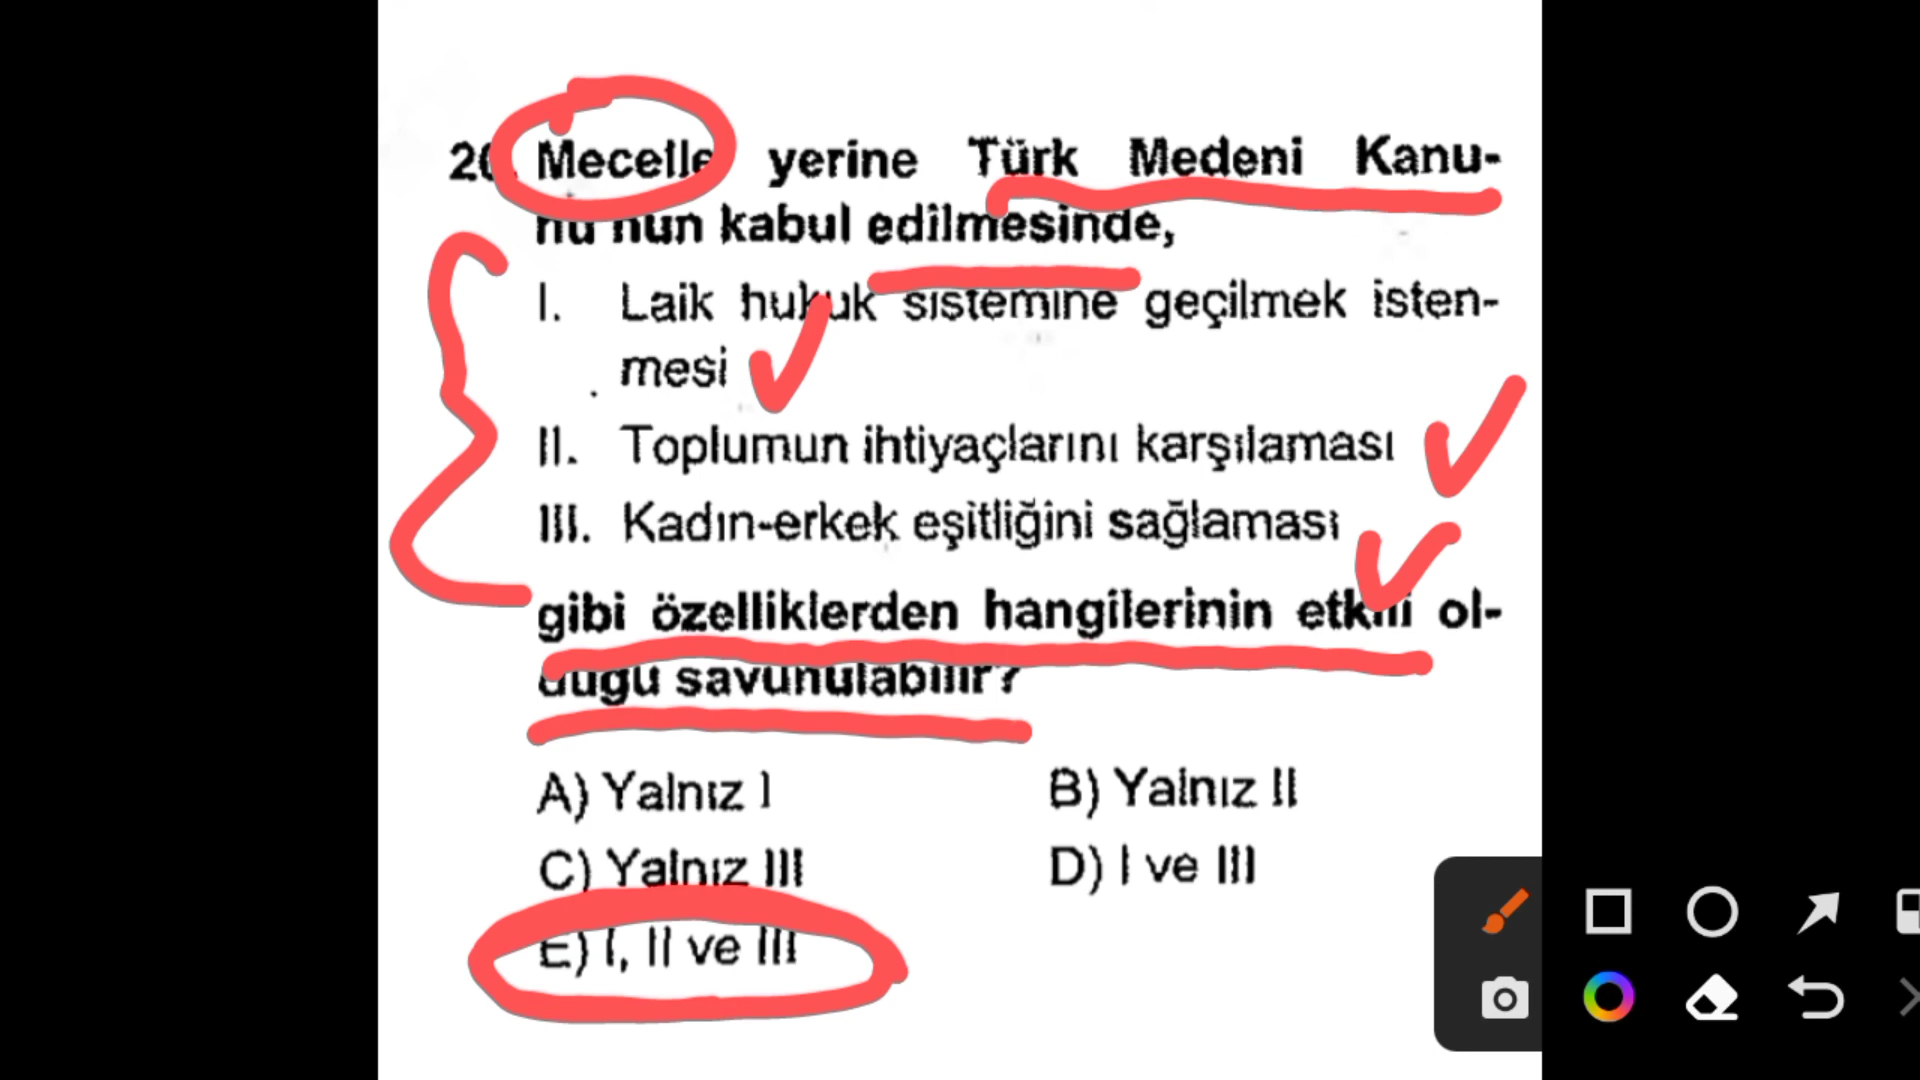 20. Mecelle yerine Türk Medeni Kanu-
nu'nun kabul edilmesinde,
I. Laik hukuk sistemine geçilmek isten-
mesi
II. Toplumun ihtiyaçlarını karşılaması
III. Kadın-erkek eşitliğini sağlaması
gibi özelliklerden hangilerinin etkili ol-
duğu savunulabilir?
A) Yalnız I
B) Yalnız II
C) Yalnız III
D) I ve III
E) I, II ve III